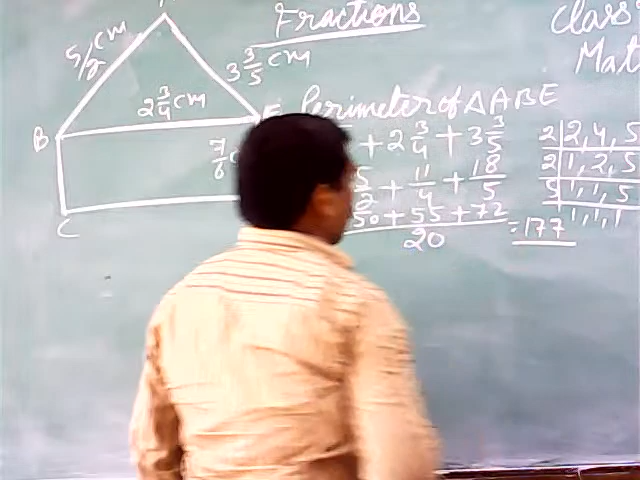 Fractions
Class
Mat
5/2 cm
3 3/5 cm
2 3/4 cm
B
E
7/6
C
Perimeter of ΔABE
+ 2 3/4 + 3 3/5
5/2 + 11/4 + 18/5
50 + 55 + 72
20
= 177
2 | 2, 4, 5
2 | 1, 2, 5
5 | 1, 1, 5
1, 1, 1